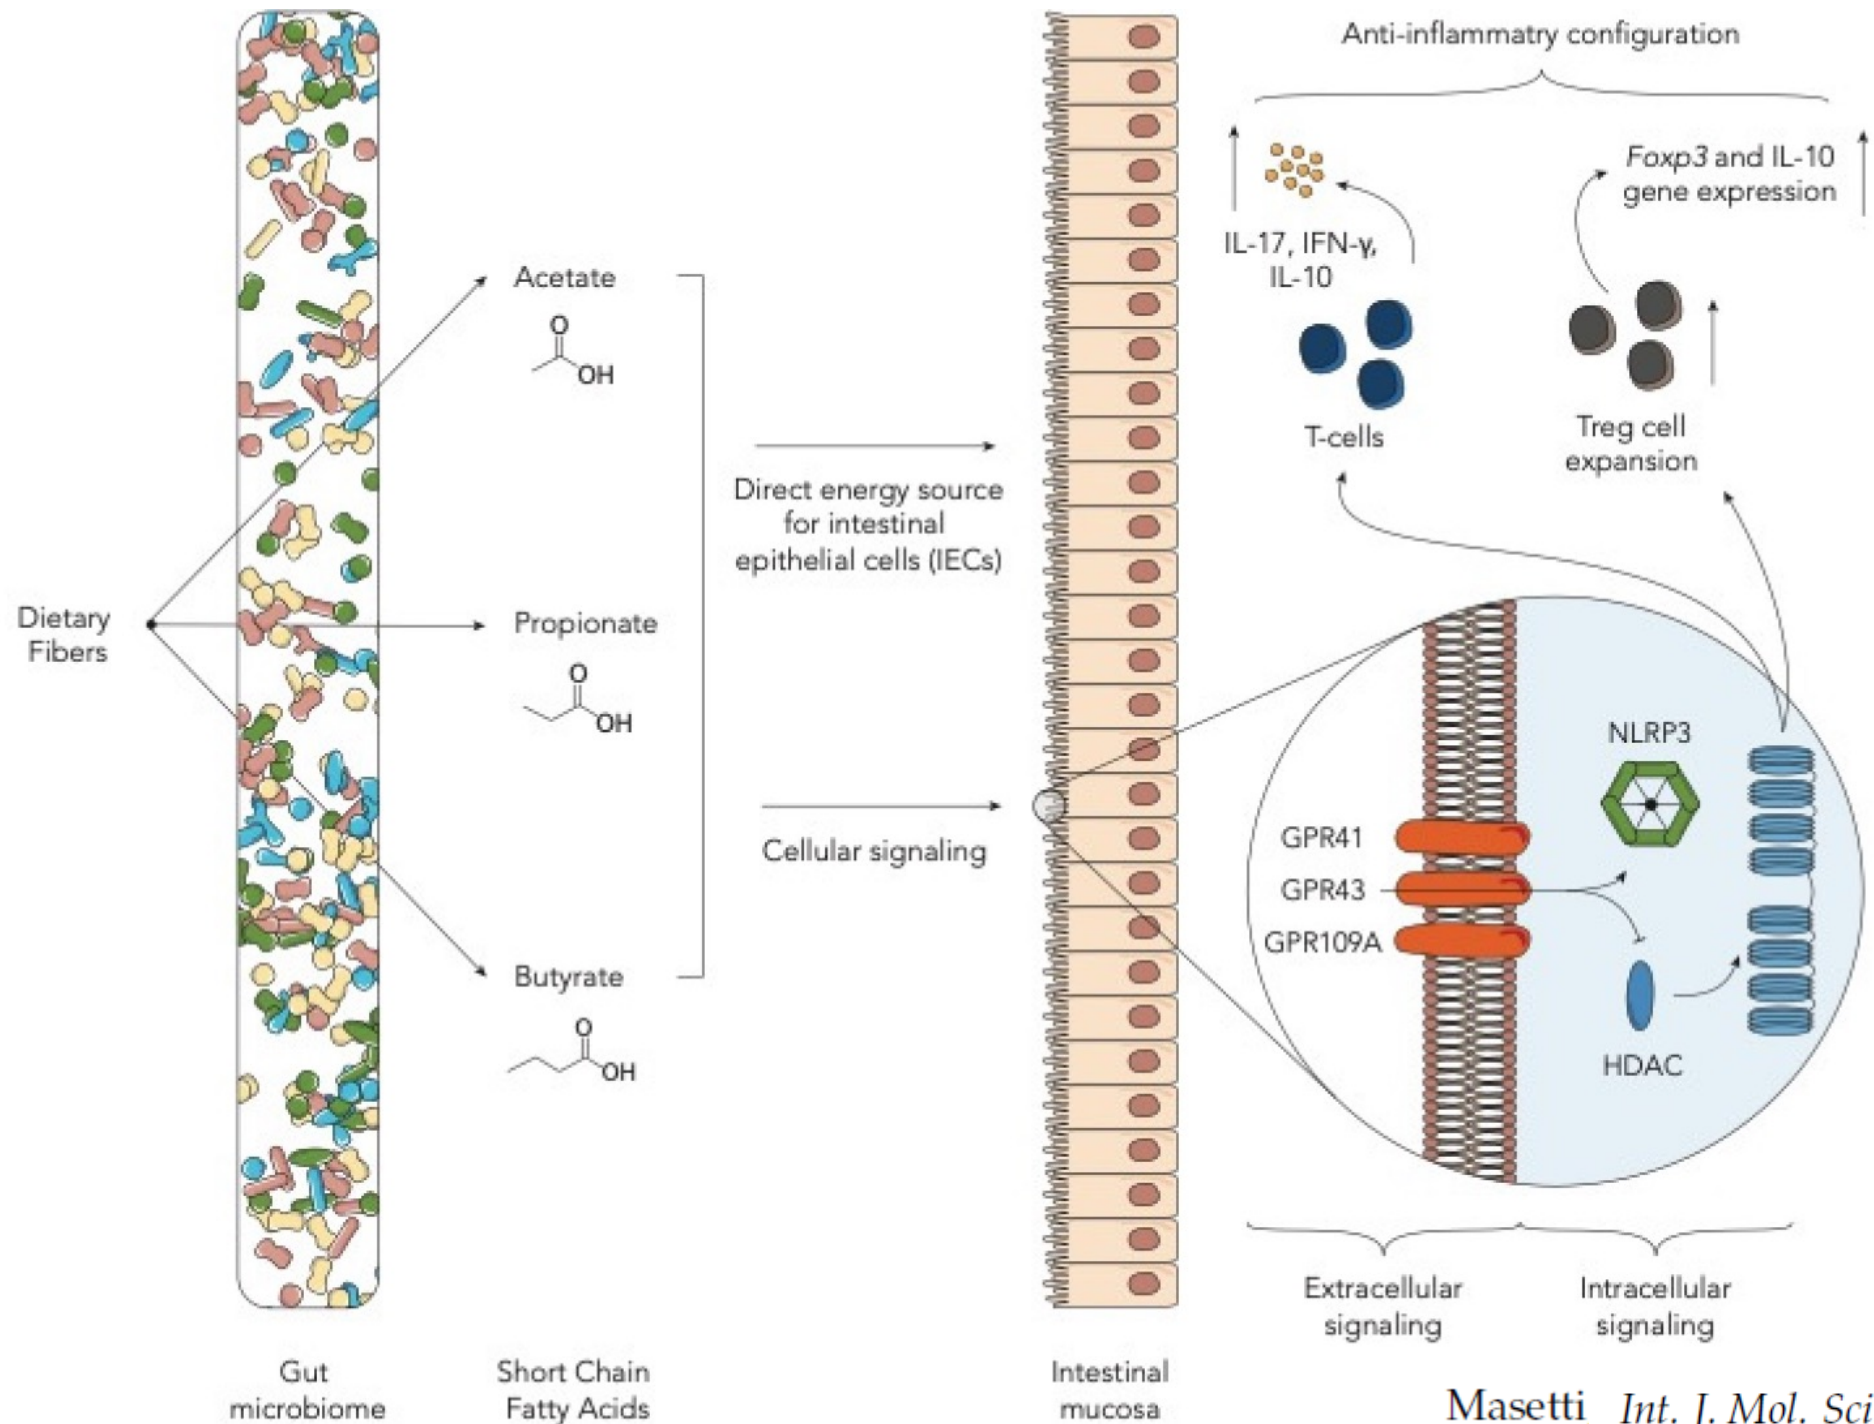 Anti-inflammatry configuration
Foxp3 and IL-10
gene expression
IL-17, IFN-γ,
IL-10
T-cells
Treg cell
expansion
Dietary
Fibers
Acetate
O
OH
Propionate
O
OH
Butyrate
O
OH
Direct energy source
for intestinal
epithelial cells (IECs)
Cellular signaling
NLRP3
GPR41
GPR43
GPR109A
HDAC
Extracellular
signaling
Intracellular
signaling
Gut
microbiome
Short Chain
Fatty Acids
Intestinal
mucosa
Masetti Int. J. Mol. Sci